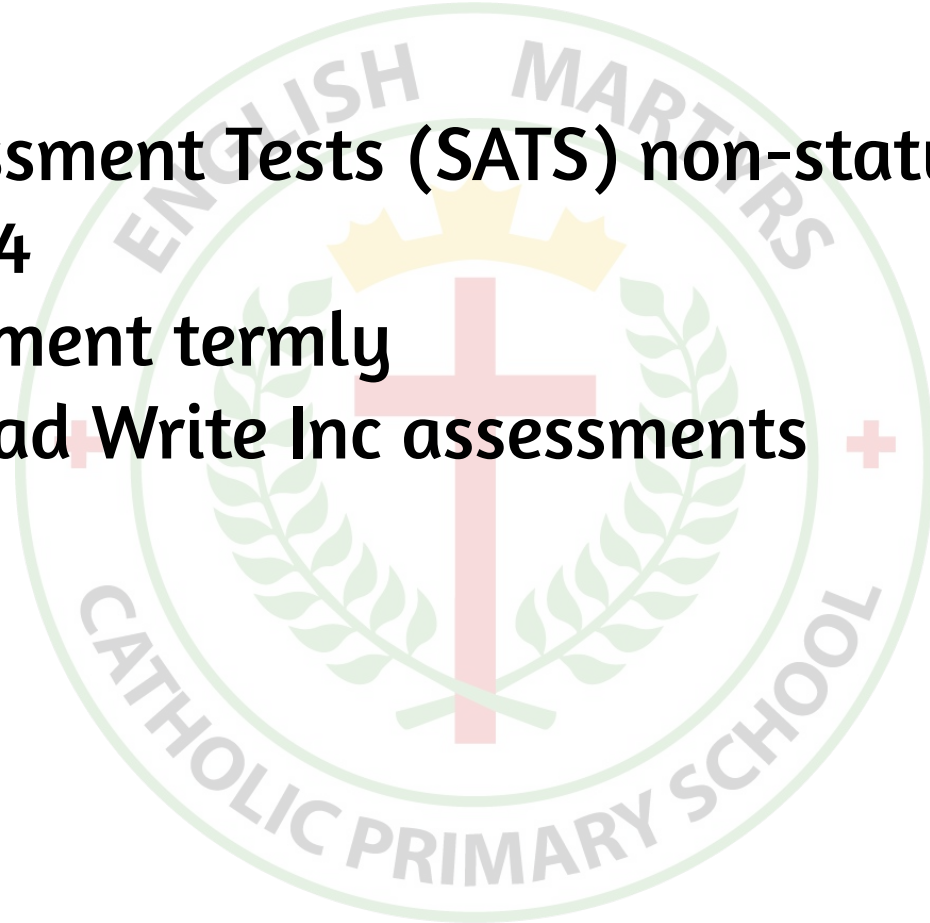 ENGLISH MARTYRS
ssment Tests (SATS) non-statu
4
ment termly
ad Write Inc assessments
CATHOLIC PRIMARY SCHOOL